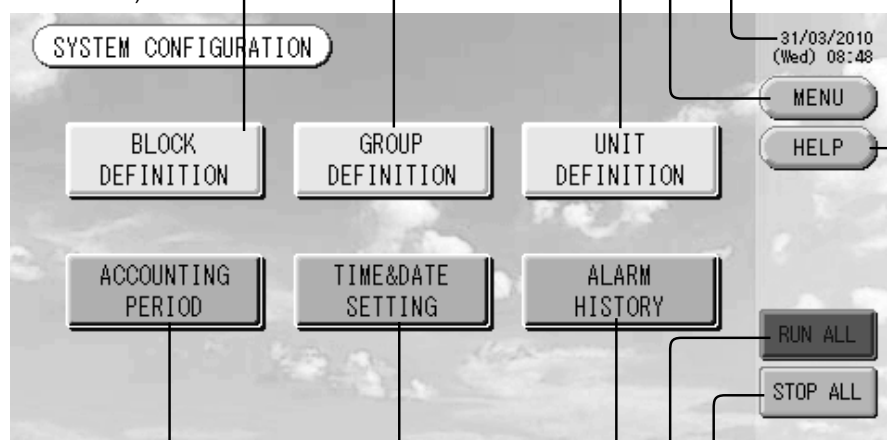 SYSTEM CONFIGURATION
31/03/2010
(Wed) 08:48
MENU
HELP
BLOCK
DEFINITION
GROUP
DEFINITION
UNIT
DEFINITION
ACCOUNTING
PERIOD
TIME&DATE
SETTING
ALARM
HISTORY
RUN ALL
STOP ALL